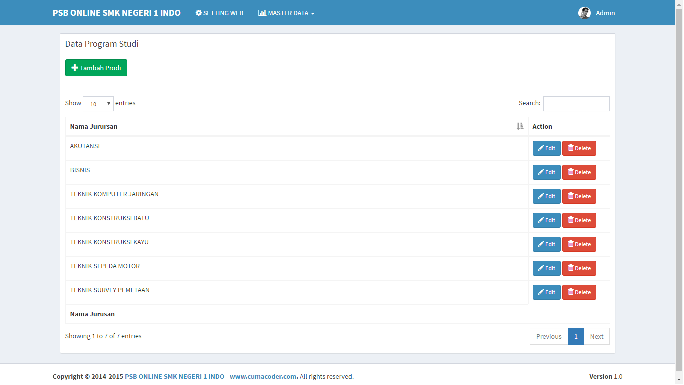 PSB ONLINE SMK NEGERI 1 INDO SETTING WEB MASTER DATA Admin
Data Program Studi
Tambah Prodi
Show 10 entries Search:
Nama Jurursan Action
AKUTANSI Edit Delete
BISNIS Edit Delete
TEKNIK KOMPUTER JARINGAN Edit Delete
TEKNIK KONSTRUKSI BATU Edit Delete
TEKNIK KONSTRUKSI KAYU Edit Delete
TEKNIK SEPEDA MOTOR Edit Delete
TEKNIK SURVEY PEMETAAN Edit Delete
Nama Jurusan
Showing 1 to 7 of 7 entries Previous 1 Next
Copyright © 2014-2015 PSB ONLINE SMK NEGERI 1 INDO - www.cumacoder.com. All rights reserved. Version 1.0